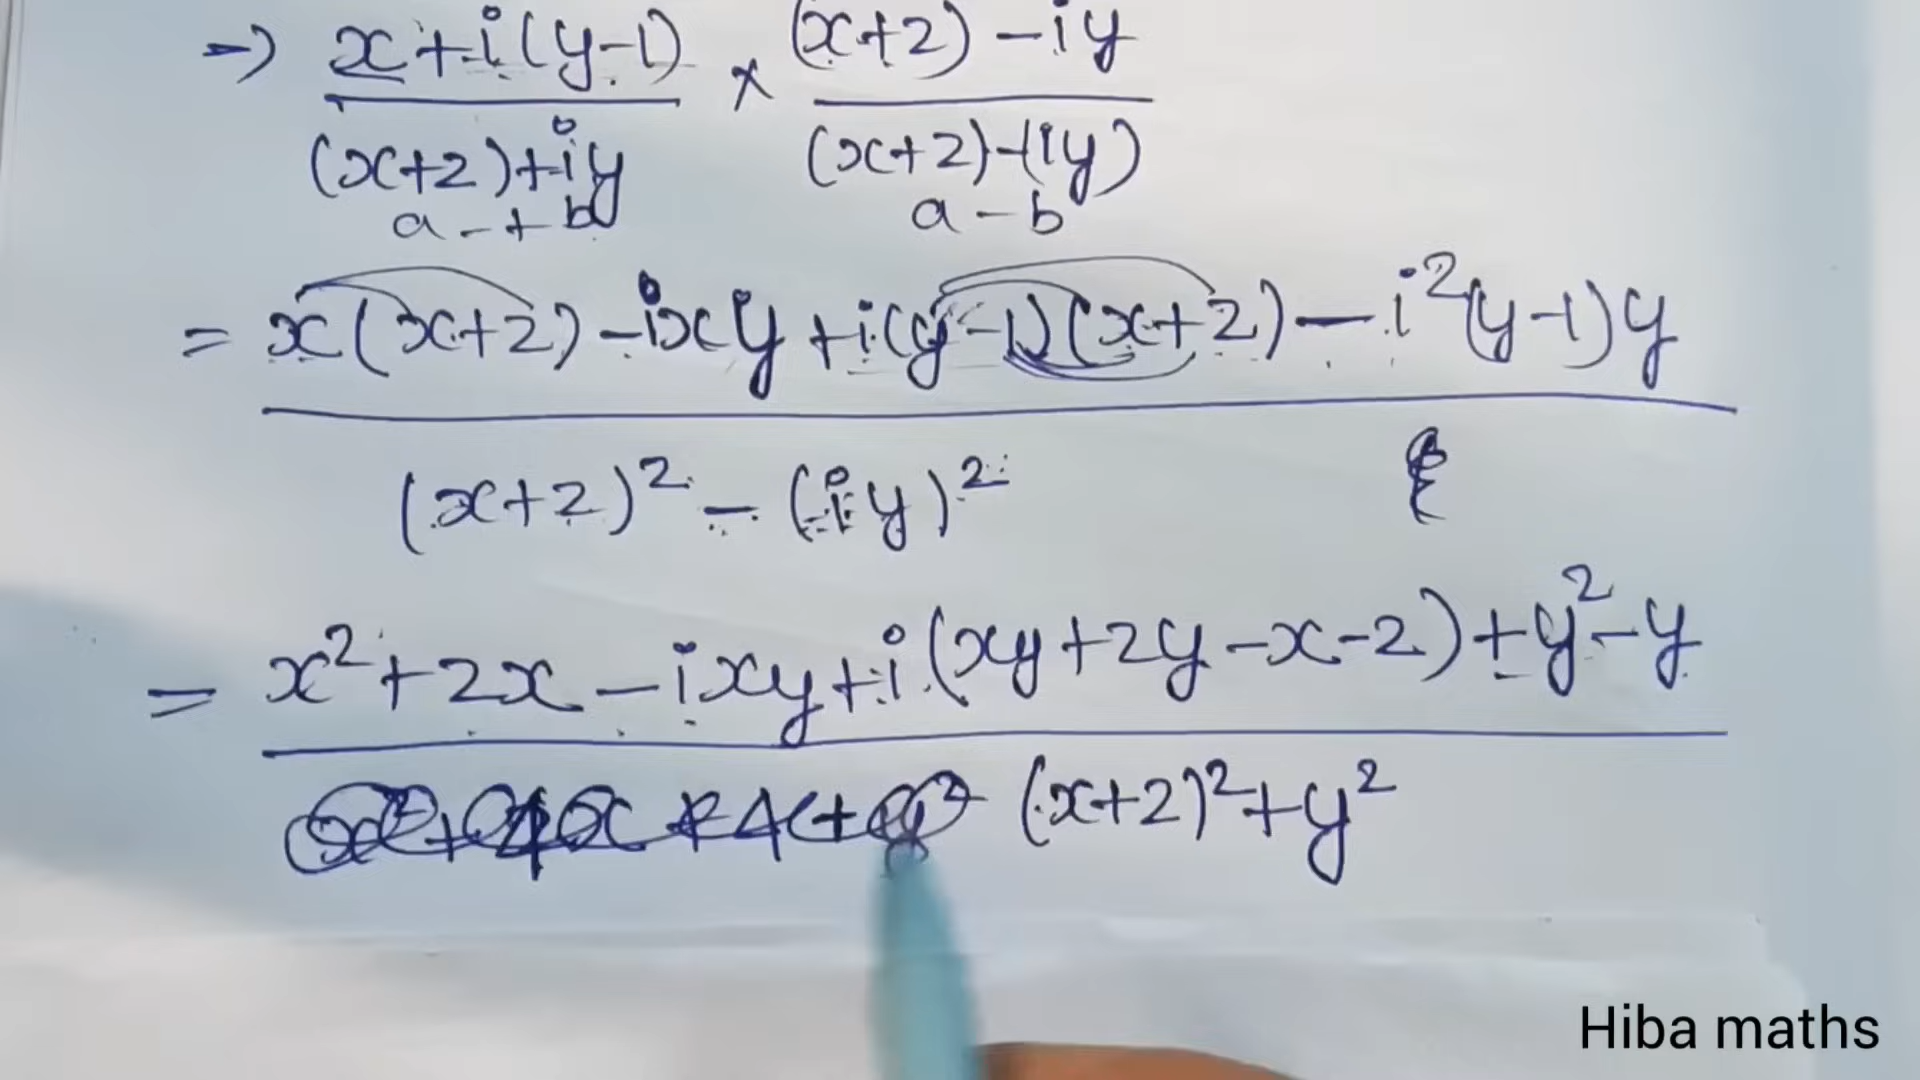 → x+i(y-1) × (x+2)-iy
(x+2)+iy (x+2)-(iy)
a-+b a-b
= x(x+2)-ixy+i(y-1)(x+2)-i²(y-1)y
(x+2)²-(iy)²
= x²+2x-ixy+i(xy+2y-x-2)+y²-y
(x+2)²+y²
Hiba maths